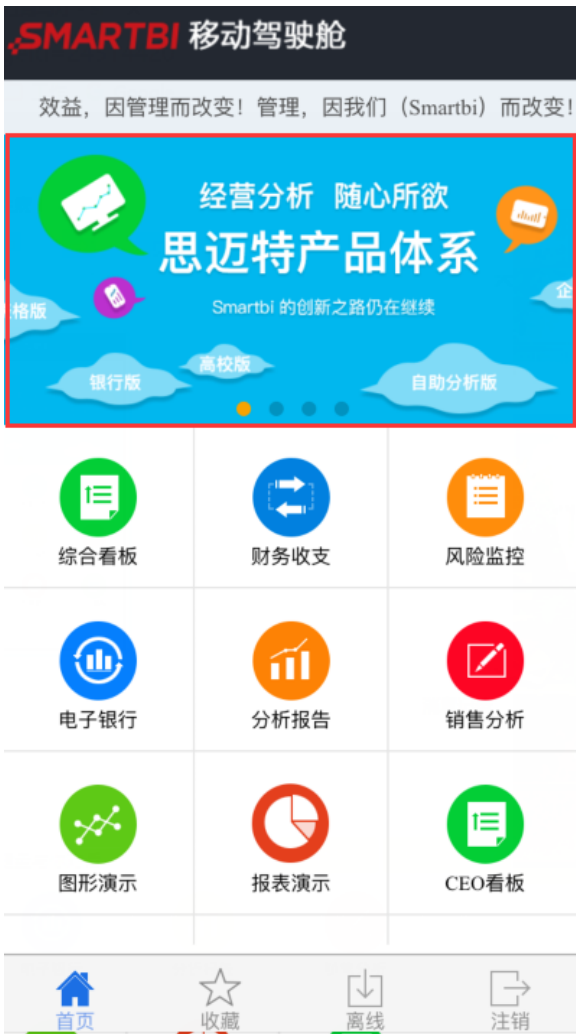 SMARTBI 移动驾驶舱
效益，因管理而改变！管理，因我们（Smartbi）而改变！
经营分析 随心所欲
思迈特产品体系
Smartbi 的创新之路仍在继续
企
格版
高校版
银行版
自助分析版
综合看板
财务收支
风险监控
电子银行
分析报告
销售分析
图形演示
报表演示
CEO看板
首页
收藏
离线
注销